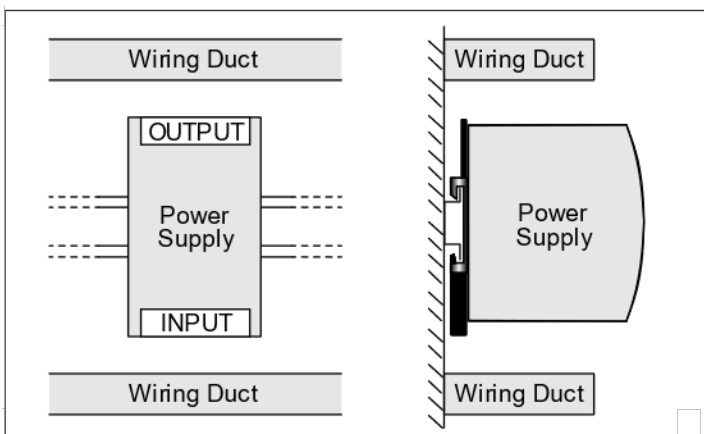 Wiring Duct
OUTPUT
Power
Supply
INPUT
Wiring Duct
Wiring Duct
Power
Supply
Wiring Duct